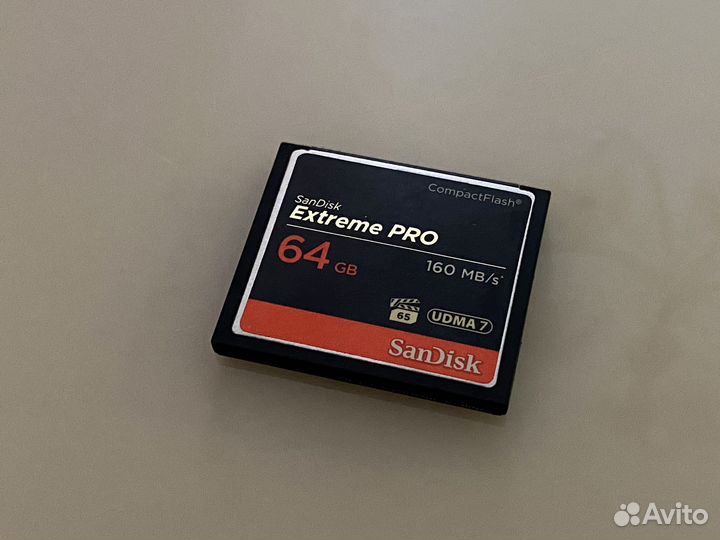 CompactFlash®
SanDisk
Extreme PRO
64 GB
160 MB/s*
65
UDMA 7
SanDisk
Avito